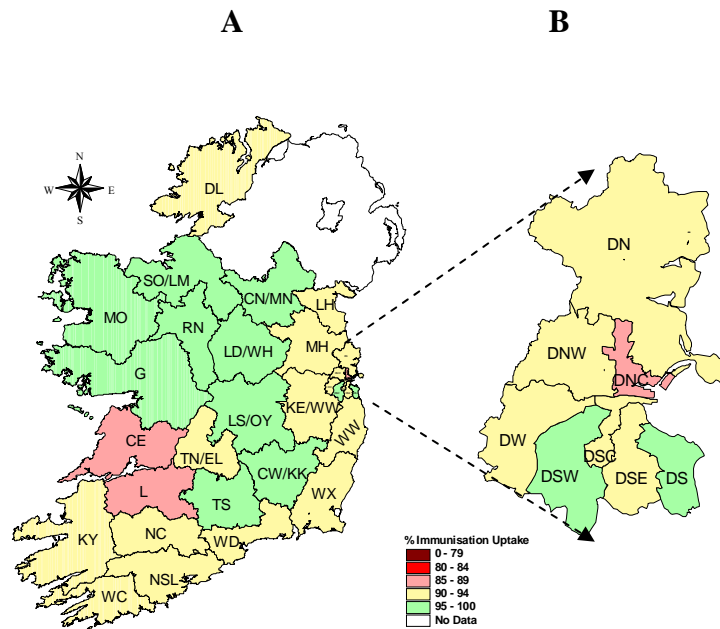 A B
N
W E
S
DL
SO/LM
CN/MN
LH
MO
RN
LD/WH
MH
G
LS/OY
KE/WW
WW
CE
TN/EL
CW/KK
L
TS
WX
KY
NC
WD
NSL
WC
DN
DNW
DNC
DW
DSW
DSC
DSE
DS
% Immunisation Uptake
0 - 79
80 - 84
85 - 89
90 - 94
95 - 100
No Data